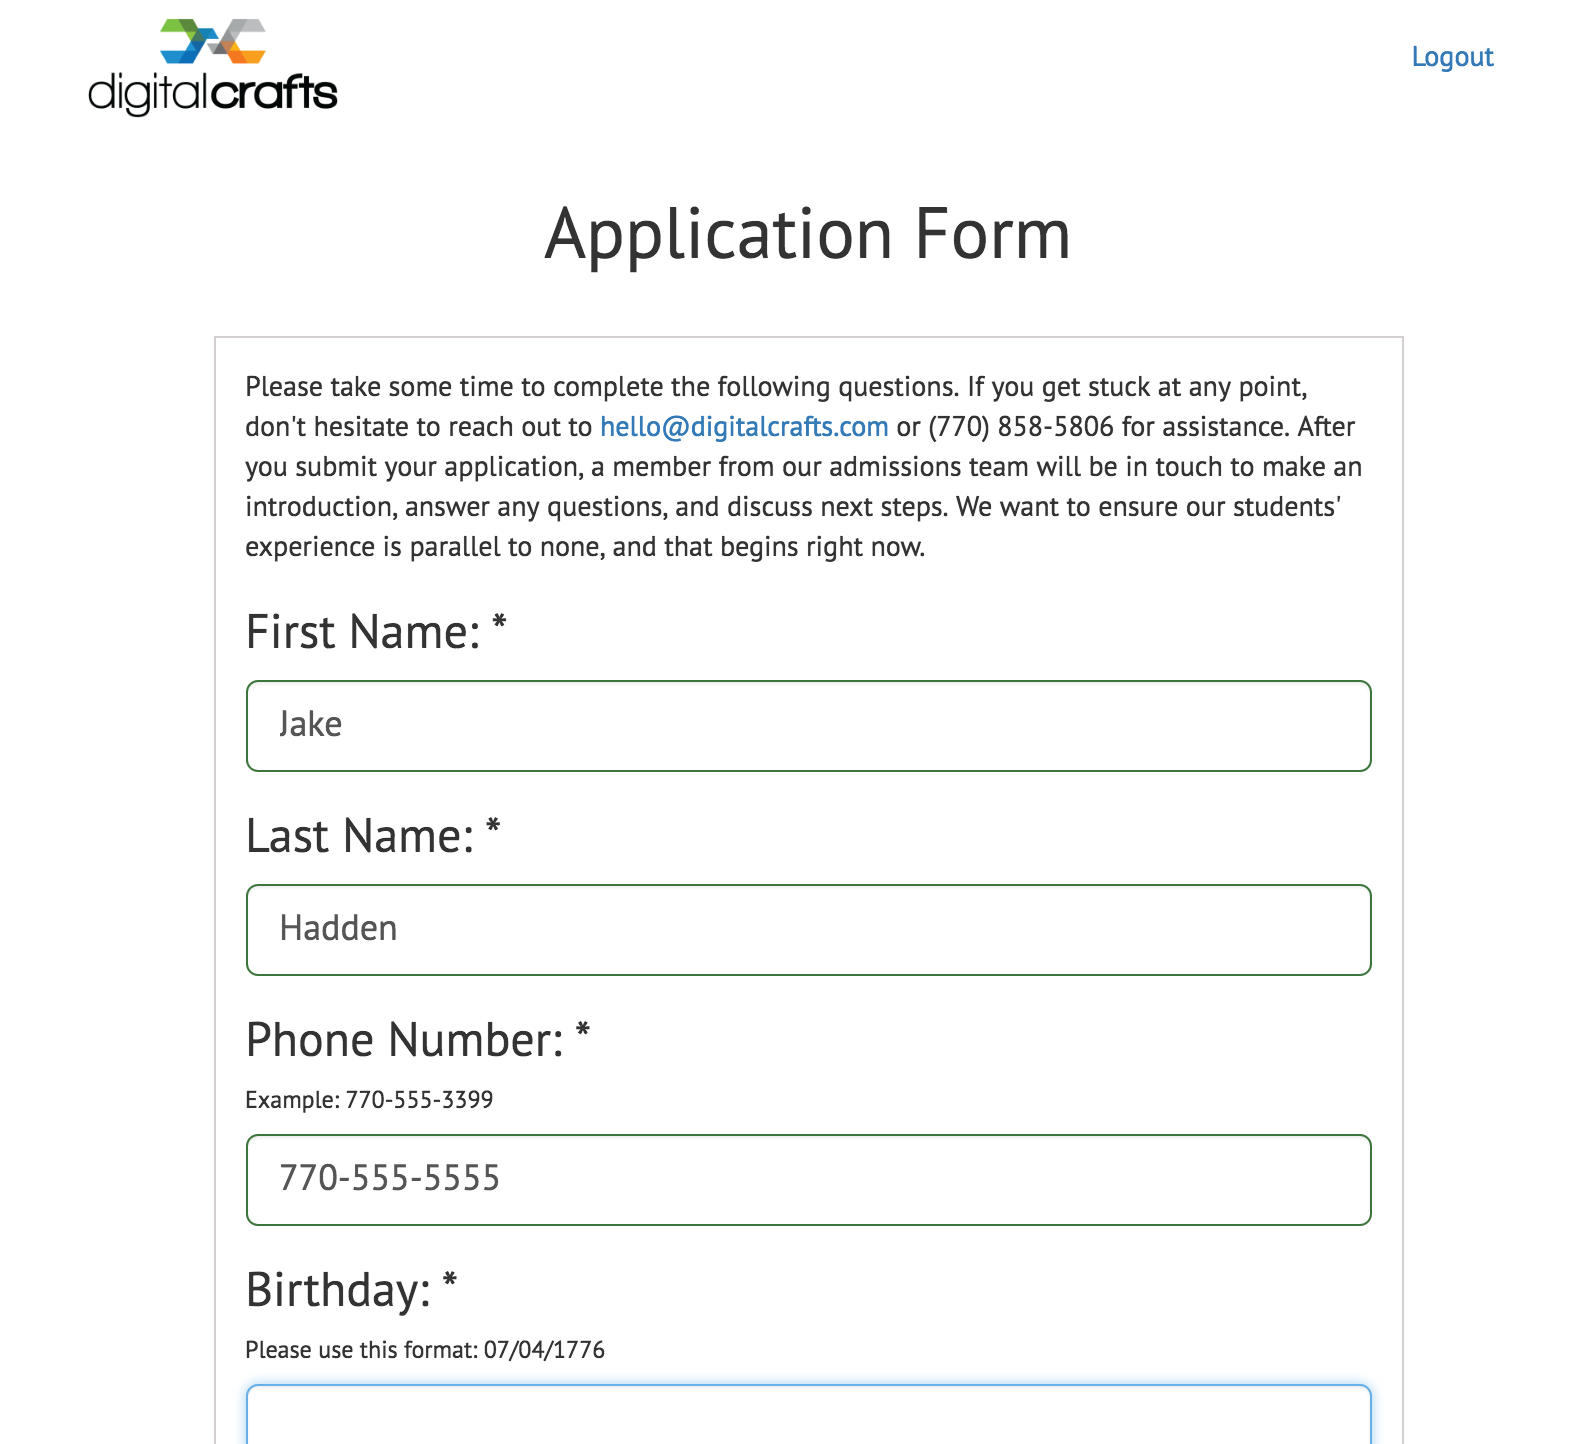 digitalcrafts
Logout
Application Form
Please take some time to complete the following questions. If you get stuck at any point,
don't hesitate to reach out to hello@digitalcrafts.com or (770) 858-5806 for assistance. After
you submit your application, a member from our admissions team will be in touch to make an
introduction, answer any questions, and discuss next steps. We want to ensure our students'
experience is parallel to none, and that begins right now.
First Name: *
Jake
Last Name: *
Hadden
Phone Number: *
Example: 770-555-3399
770-555-5555
Birthday: *
Please use this format: 07/04/1776